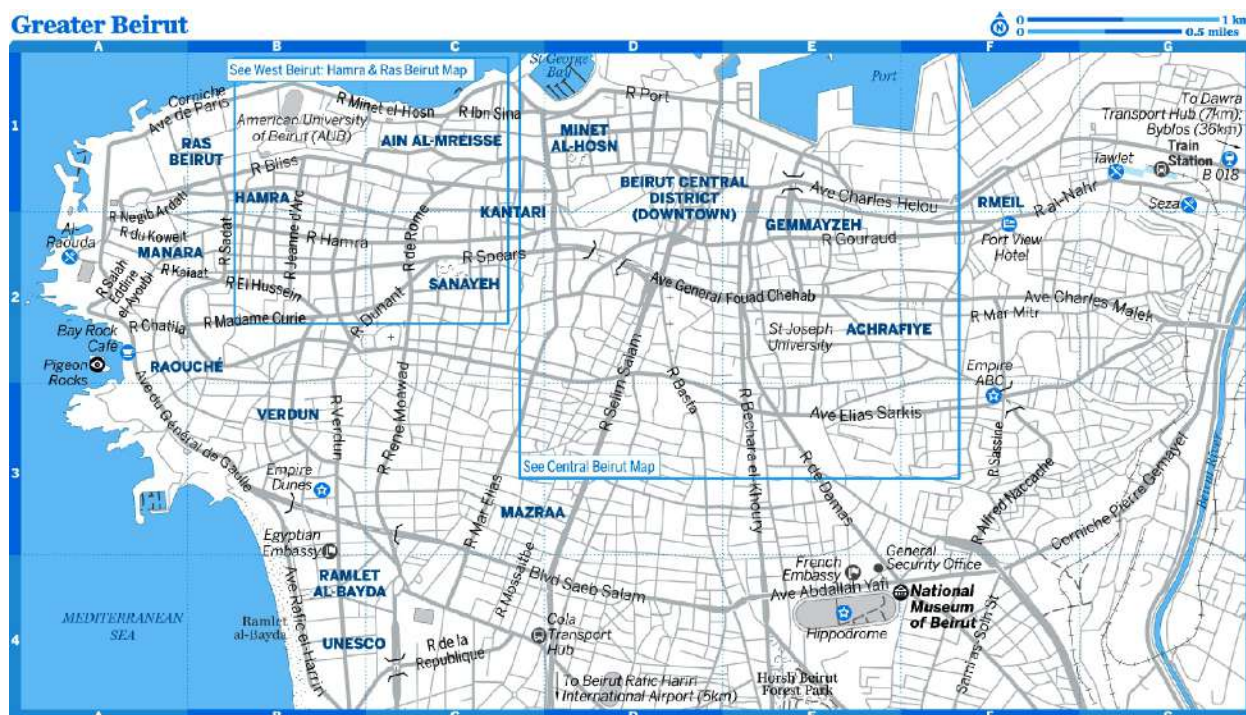 Greater Beirut
0 1 km
0 0.5 miles
N
A B C D E F G
See West Beirut: Hamra & Ras Beirut Map
St George
Bay
Port
Corniche
Ave de Paris
American University
of Beirut (AUB)
R Minet el-Hosn
R Ibn Sina
R Port
To Dawra
Transport Hub (7km);
Byblos (36km)
1
RAS
BEIRUT
AIN AL-MREISSE
MINET
AL-HOSN
Train
Station
Tawlet
B 018
R Bliss
HAMRA
BEIRUT CENTRAL
DISTRICT
(DOWNTOWN)
Ave Charles Helou
RMEIL
R al-Nahr
Seza
R Negib Ardati
KANTARI
GEMMAYZEH
R Gouraud
Port View
Hotel
Al-
Raouda
R du Koweit
MANARA
R Sadat
R Jeanne d'Arc
R Hamra
R de Rome
R Spears
R Kalaat
R Salah
Eddine
el-Ayoubi
R El Hussein
SANAYEH
Ave General Fouad Chehab
Ave Charles Malek
2
R Chatila
R Madame Curie
R Dunant
St Joseph
University
ACHRAFIYE
R Mar Mitr
Bay Rock
Café
Pigeon
Rocks
RAOUCHÉ
Empire
ABC
Ave du Général de Gaulle
VERDUN
R Verdun
R Rene Moawad
R Selim Salam
R Basta
R Bechara el-Khoury
Ave Elias Sarkis
R Sassine
See Central Beirut Map
3
Empire
Dunes
R Mar Elias
MAZRAA
R de Damas
R Alfred Naccache
Corniche Pierre Gemayel
Beirut River
Egyptian
Embassy
R Mossaitbe
French
Embassy
General
Security Office
RAMLET
AL-BAYDA
Blvd Saeb Salam
Ave Abdallah Yafi
National
Museum
of Beirut
MEDITERRANEAN
SEA
Ramlet
al-Bayda
Ave Rafic el-Harriri
UNESCO
R de la
Republique
Cola
Transport
Hub
Hippodrome
Sami as-Solh St
4
To Beirut Rafic Hariri
International Airport (5km)
Horsh Beirut
Forest Park
A B C D E F G